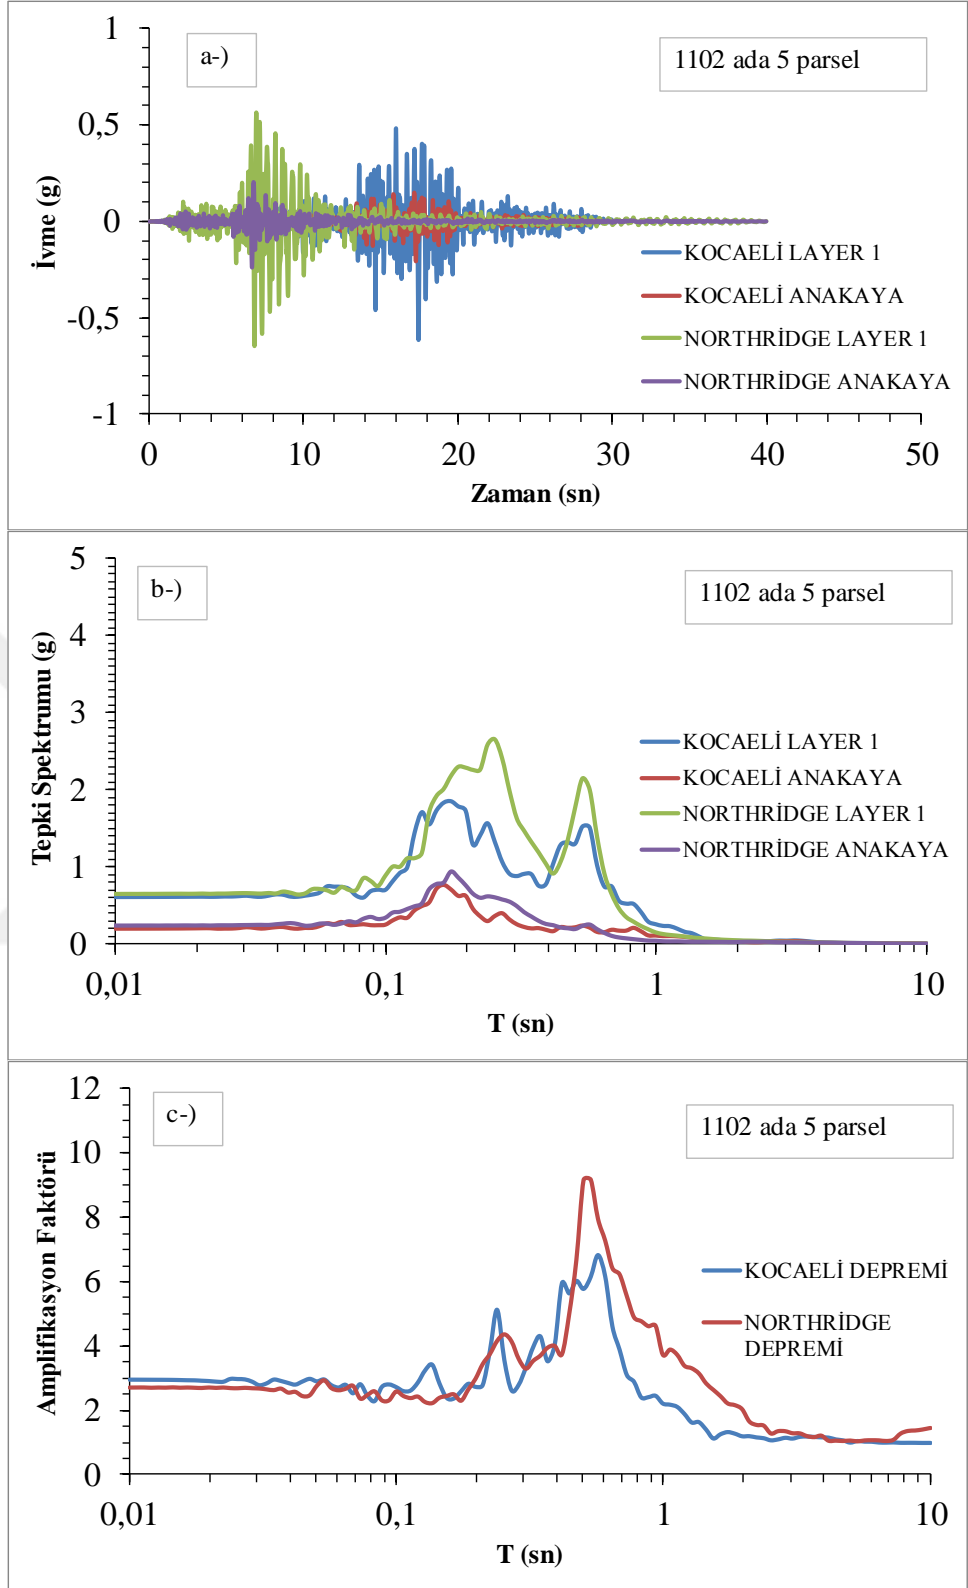 a-)
1102 ada 5 parsel
İvme (g)
1
0,5
0
-0,5
-1
KOCAELİ LAYER 1
KOCAELİ ANAKAYA
NORTHRİDGE LAYER 1
NORTHRİDGE ANAKAYA
0 10 20 30 40 50
Zaman (sn)
b-)
1102 ada 5 parsel
Tepki Spektrumu (g)
5
4
3
2
1
0
KOCAELİ LAYER 1
KOCAELİ ANAKAYA
NORTHRİDGE LAYER 1
NORTHRİDGE ANAKAYA
0,01 0,1 1 10
T (sn)
c-)
1102 ada 5 parsel
Amplifikasyon Faktörü
12
10
8
6
4
2
0
KOCAELİ DEPREMİ
NORTHRİDGE
DEPREMİ
0,01 0,1 1 10
T (sn)